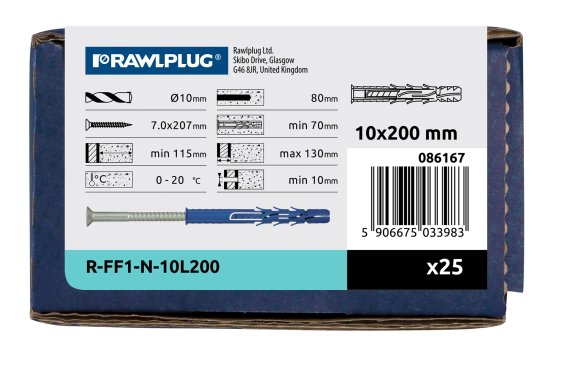 RAWLPLUG®
Rawlplug Ltd.
Skibo Drive, Glasgow
G46 8JR, United Kingdom
Ø10mm
80mm
7.0x207mm
min 70mm
min 115mm
max 130mm
°C
0 - 20 °C
min 10mm
10x200 mm
086167
5 906675 033983
R-FF1-N-10L200
x25